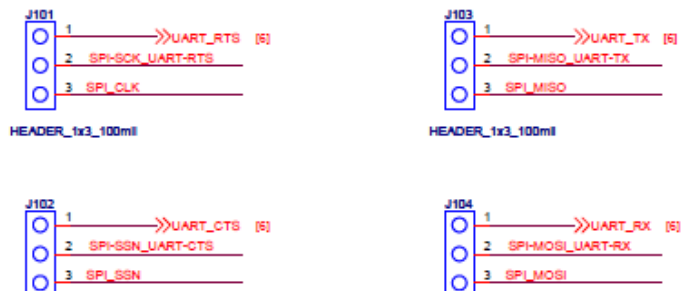 J101
1 UART_RTS [6]
2 SPI-SCK_UART-RTS
3 SPI_CLK
HEADER_1x3_100mil
J103
1 UART_TX [6]
2 SPI-MISO_UART-TX
3 SPI_MISO
HEADER_1x3_100mil
J102
1 UART_CTS [6]
2 SPI-SSN_UART-CTS
3 SPI_SSN
J104
1 UART_RX [6]
2 SPI-MOSI_UART-RX
3 SPI_MOSI